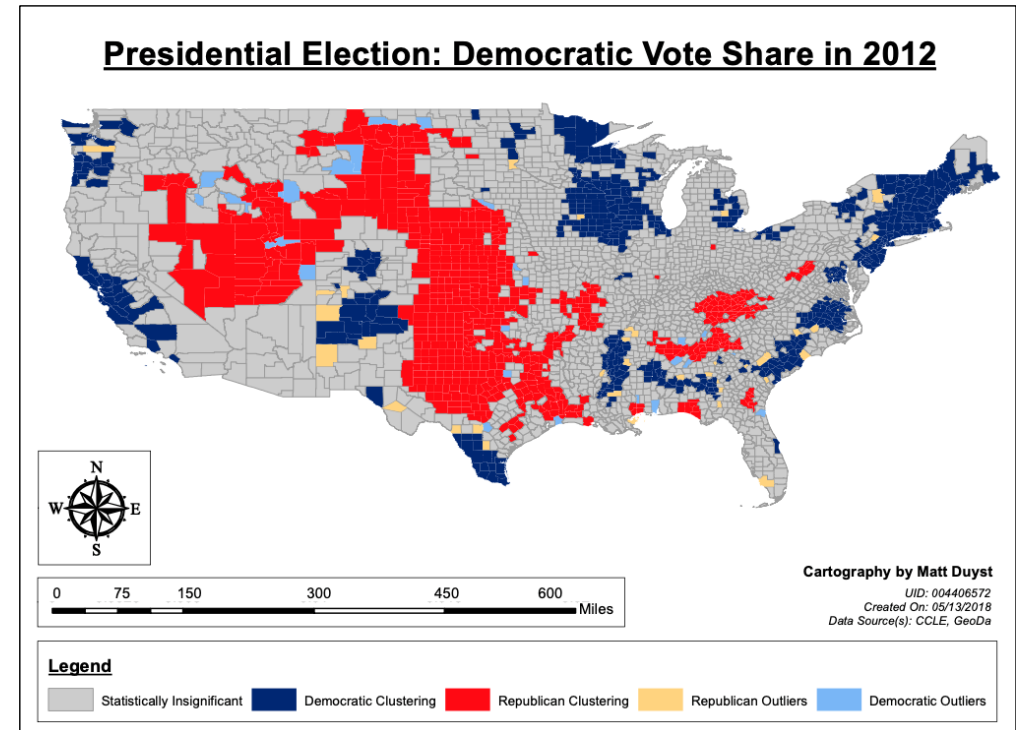 Presidential Election: Democratic Vote Share in 2012
N
W E
S
0 75 150 300 450 600
Miles
Cartography by Matt Duyst
UID: 004406572
Created On: 05/13/2018
Data Source(s): CCLE, GeoDa
Legend
Statistically Insignificant Democratic Clustering Republican Clustering Republican Outliers Democratic Outliers